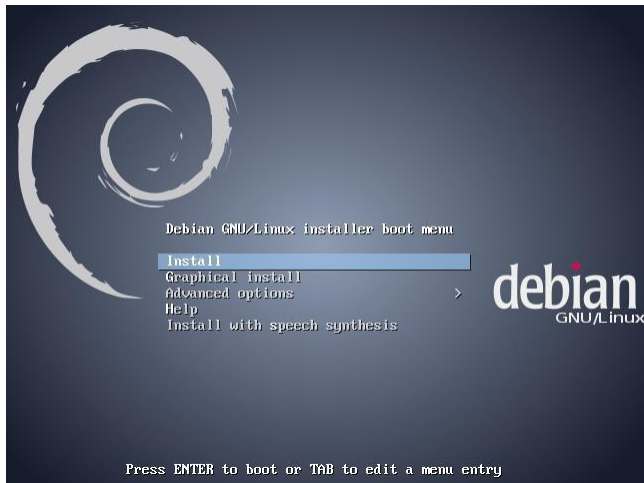 Debian GNU/Linux installer boot menu
Install
Graphical install
Advanced options >
Help
Install with speech synthesis
debian
GNU/Linux
Press ENTER to boot or TAB to edit a menu entry